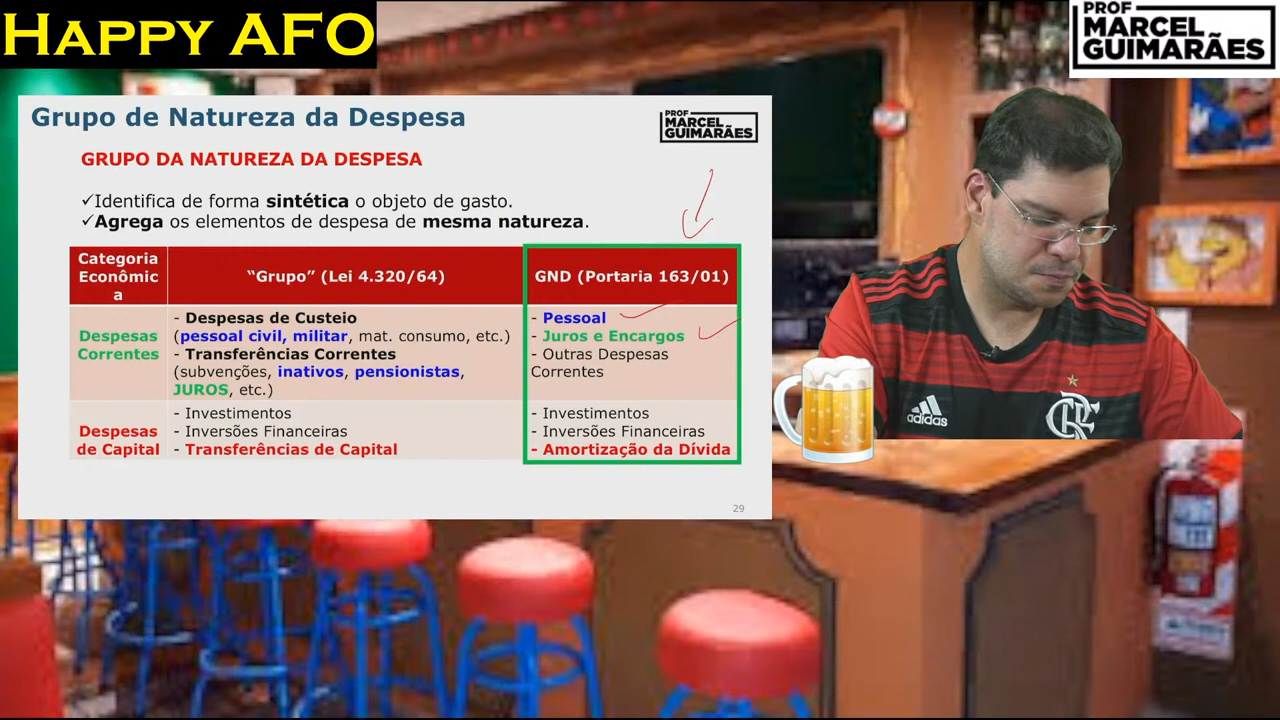 HAPPY AFO
PROF
MARCEL
GUIMARÃES
Grupo de Natureza da Despesa
PROF
MARCEL
GUIMARÃES
GRUPO DA NATUREZA DA DESPESA
✓Identifica de forma sintética o objeto de gasto.
✓Agrega os elementos de despesa de mesma natureza.
Categoria
Econômic
a
“Grupo” (Lei 4.320/64)
GND (Portaria 163/01)
Despesas
Correntes
- Despesas de Custeio
(pessoal civil, militar, mat. consumo, etc.)
- Transferências Correntes
(subvenções, inativos, pensionistas,
JUROS, etc.)
- Pessoal
- Juros e Encargos
- Outras Despesas
Correntes
Despesas
de Capital
- Investimentos
- Inversões Financeiras
- Transferências de Capital
- Investimentos
- Inversões Financeiras
- Amortização da Dívida
29
adidas
CRF